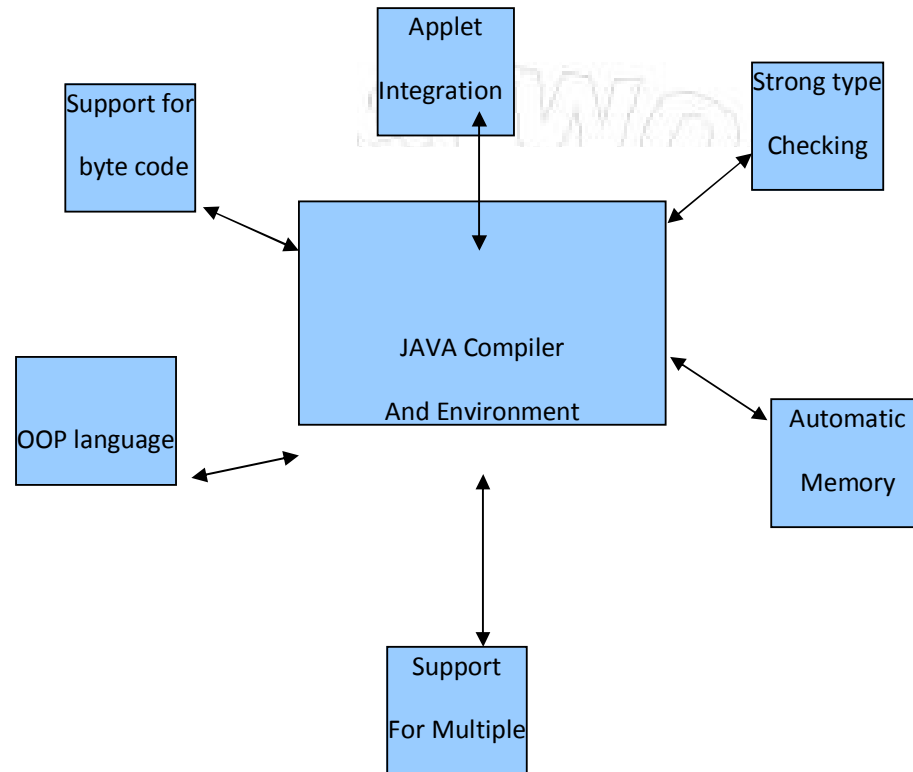 Applet
Integration
Support for
byte code
Strong type
Checking
JAVA Compiler
And Environment
OOP language
Automatic
Memory
Support
For Multiple